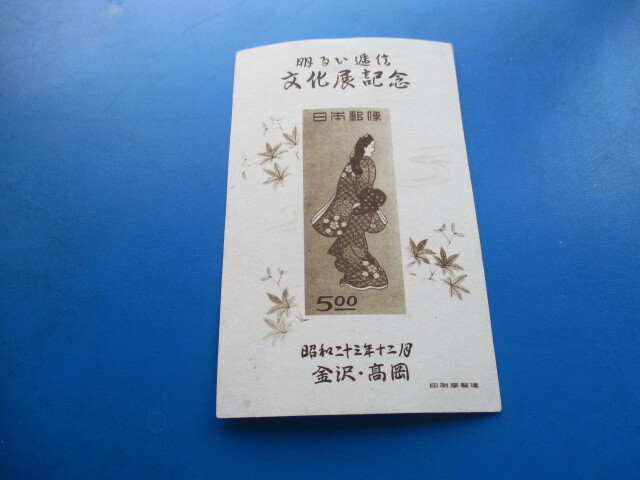 明るい逓信
文化展記念
日本郵便
5.00
昭和二十三年十二月
金沢・高岡
印刷局製造